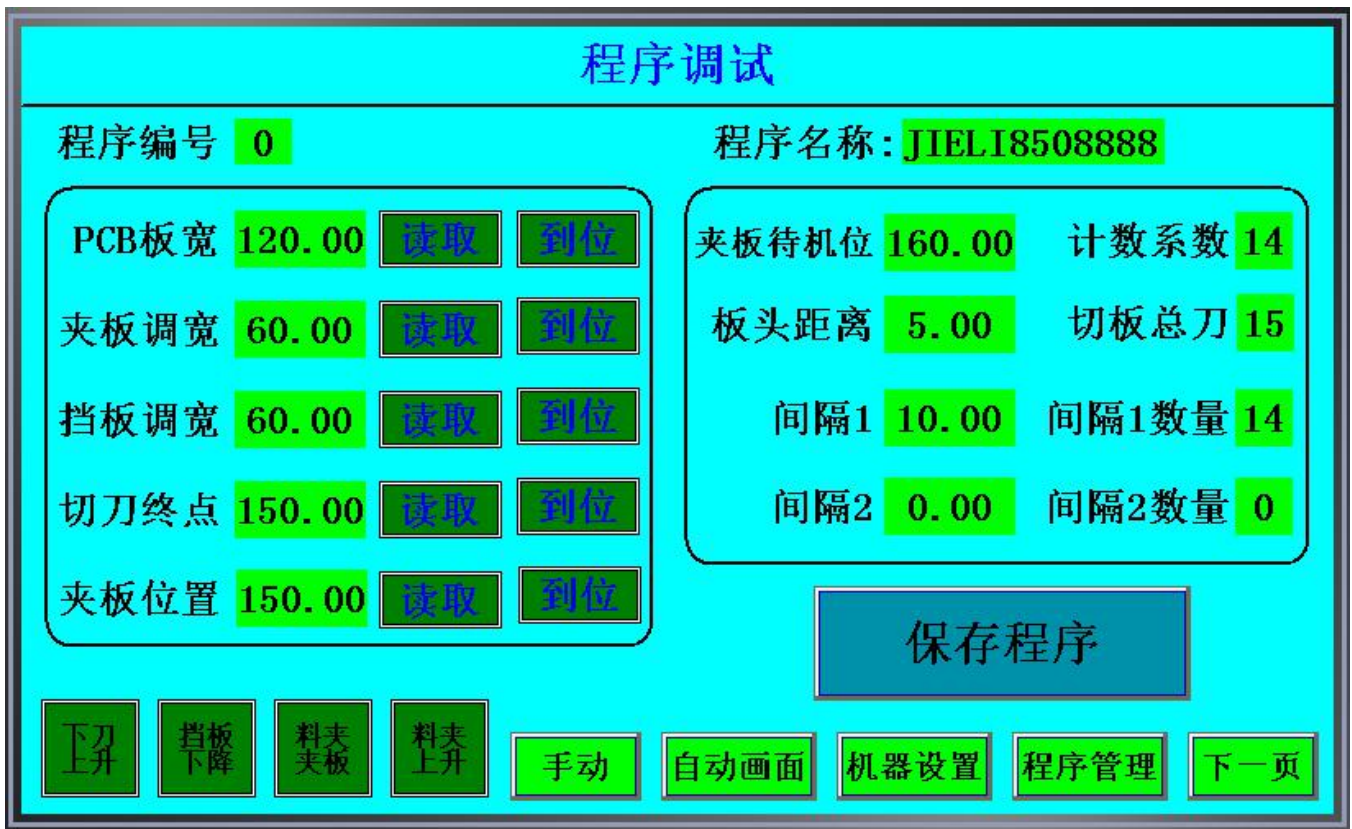 程序调试
程序编号 0 程序名称:JIELI8508888
PCB板宽 120.00 读取 到位 夹板待机位 160.00 计数系数 14
夹板调宽 60.00 读取 到位 板头距离 5.00 切板总刀 15
挡板调宽 60.00 读取 到位 间隔1 10.00 间隔1数量 14
切刀终点 150.00 读取 到位 间隔2 0.00 间隔2数量 0
夹板位置 150.00 读取 到位
保存程序
下刀 挡板 料夹 料夹
上升 下降 夹板 上升
手动 自动画面 机器设置 程序管理 下一页